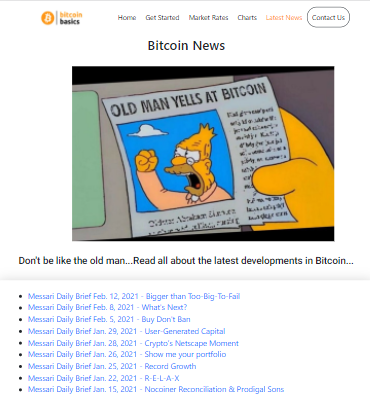 bitcoin
basics
Home Get Started Market Rates Charts Latest News Contact Us
Bitcoin News
OLD MAN YELLS AT BITCOIN
Don't be like the old man...Read all about the latest developments in Bitcoin...
Messari Daily Brief Feb. 12, 2021 - Bigger than Too-Big-To-Fail
Messari Daily Brief Feb. 8, 2021 - What's Next?
Messari Daily Brief Feb. 5, 2021 - Buy Don't Ban
Messari Daily Brief Jan. 29, 2021 - User-Generated Capital
Messari Daily Brief Jan. 28, 2021 - Crypto's Netscape Moment
Messari Daily Brief Jan. 26, 2021 - Show me your portfolio
Messari Daily Brief Jan. 25, 2021 - Record Growth
Messari Daily Brief Jan. 22, 2021 - R-E-L-A-X
Messari Daily Brief Jan. 15, 2021 - Nocoiner Reconciliation & Prodigal Sons